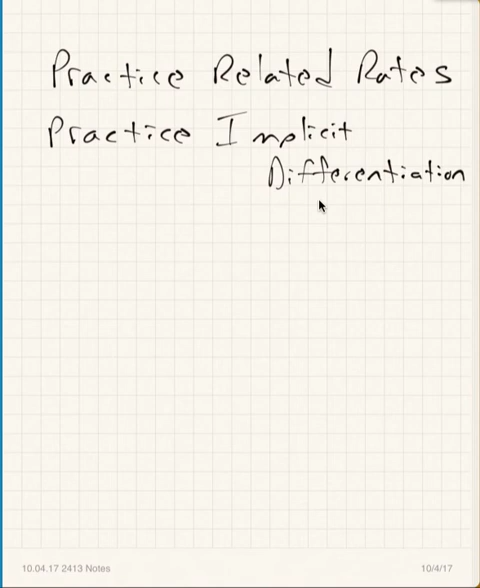 Practice Related Rates
Practice Implicit
Differentiation
10.04.17 2413 Notes
10/4/17